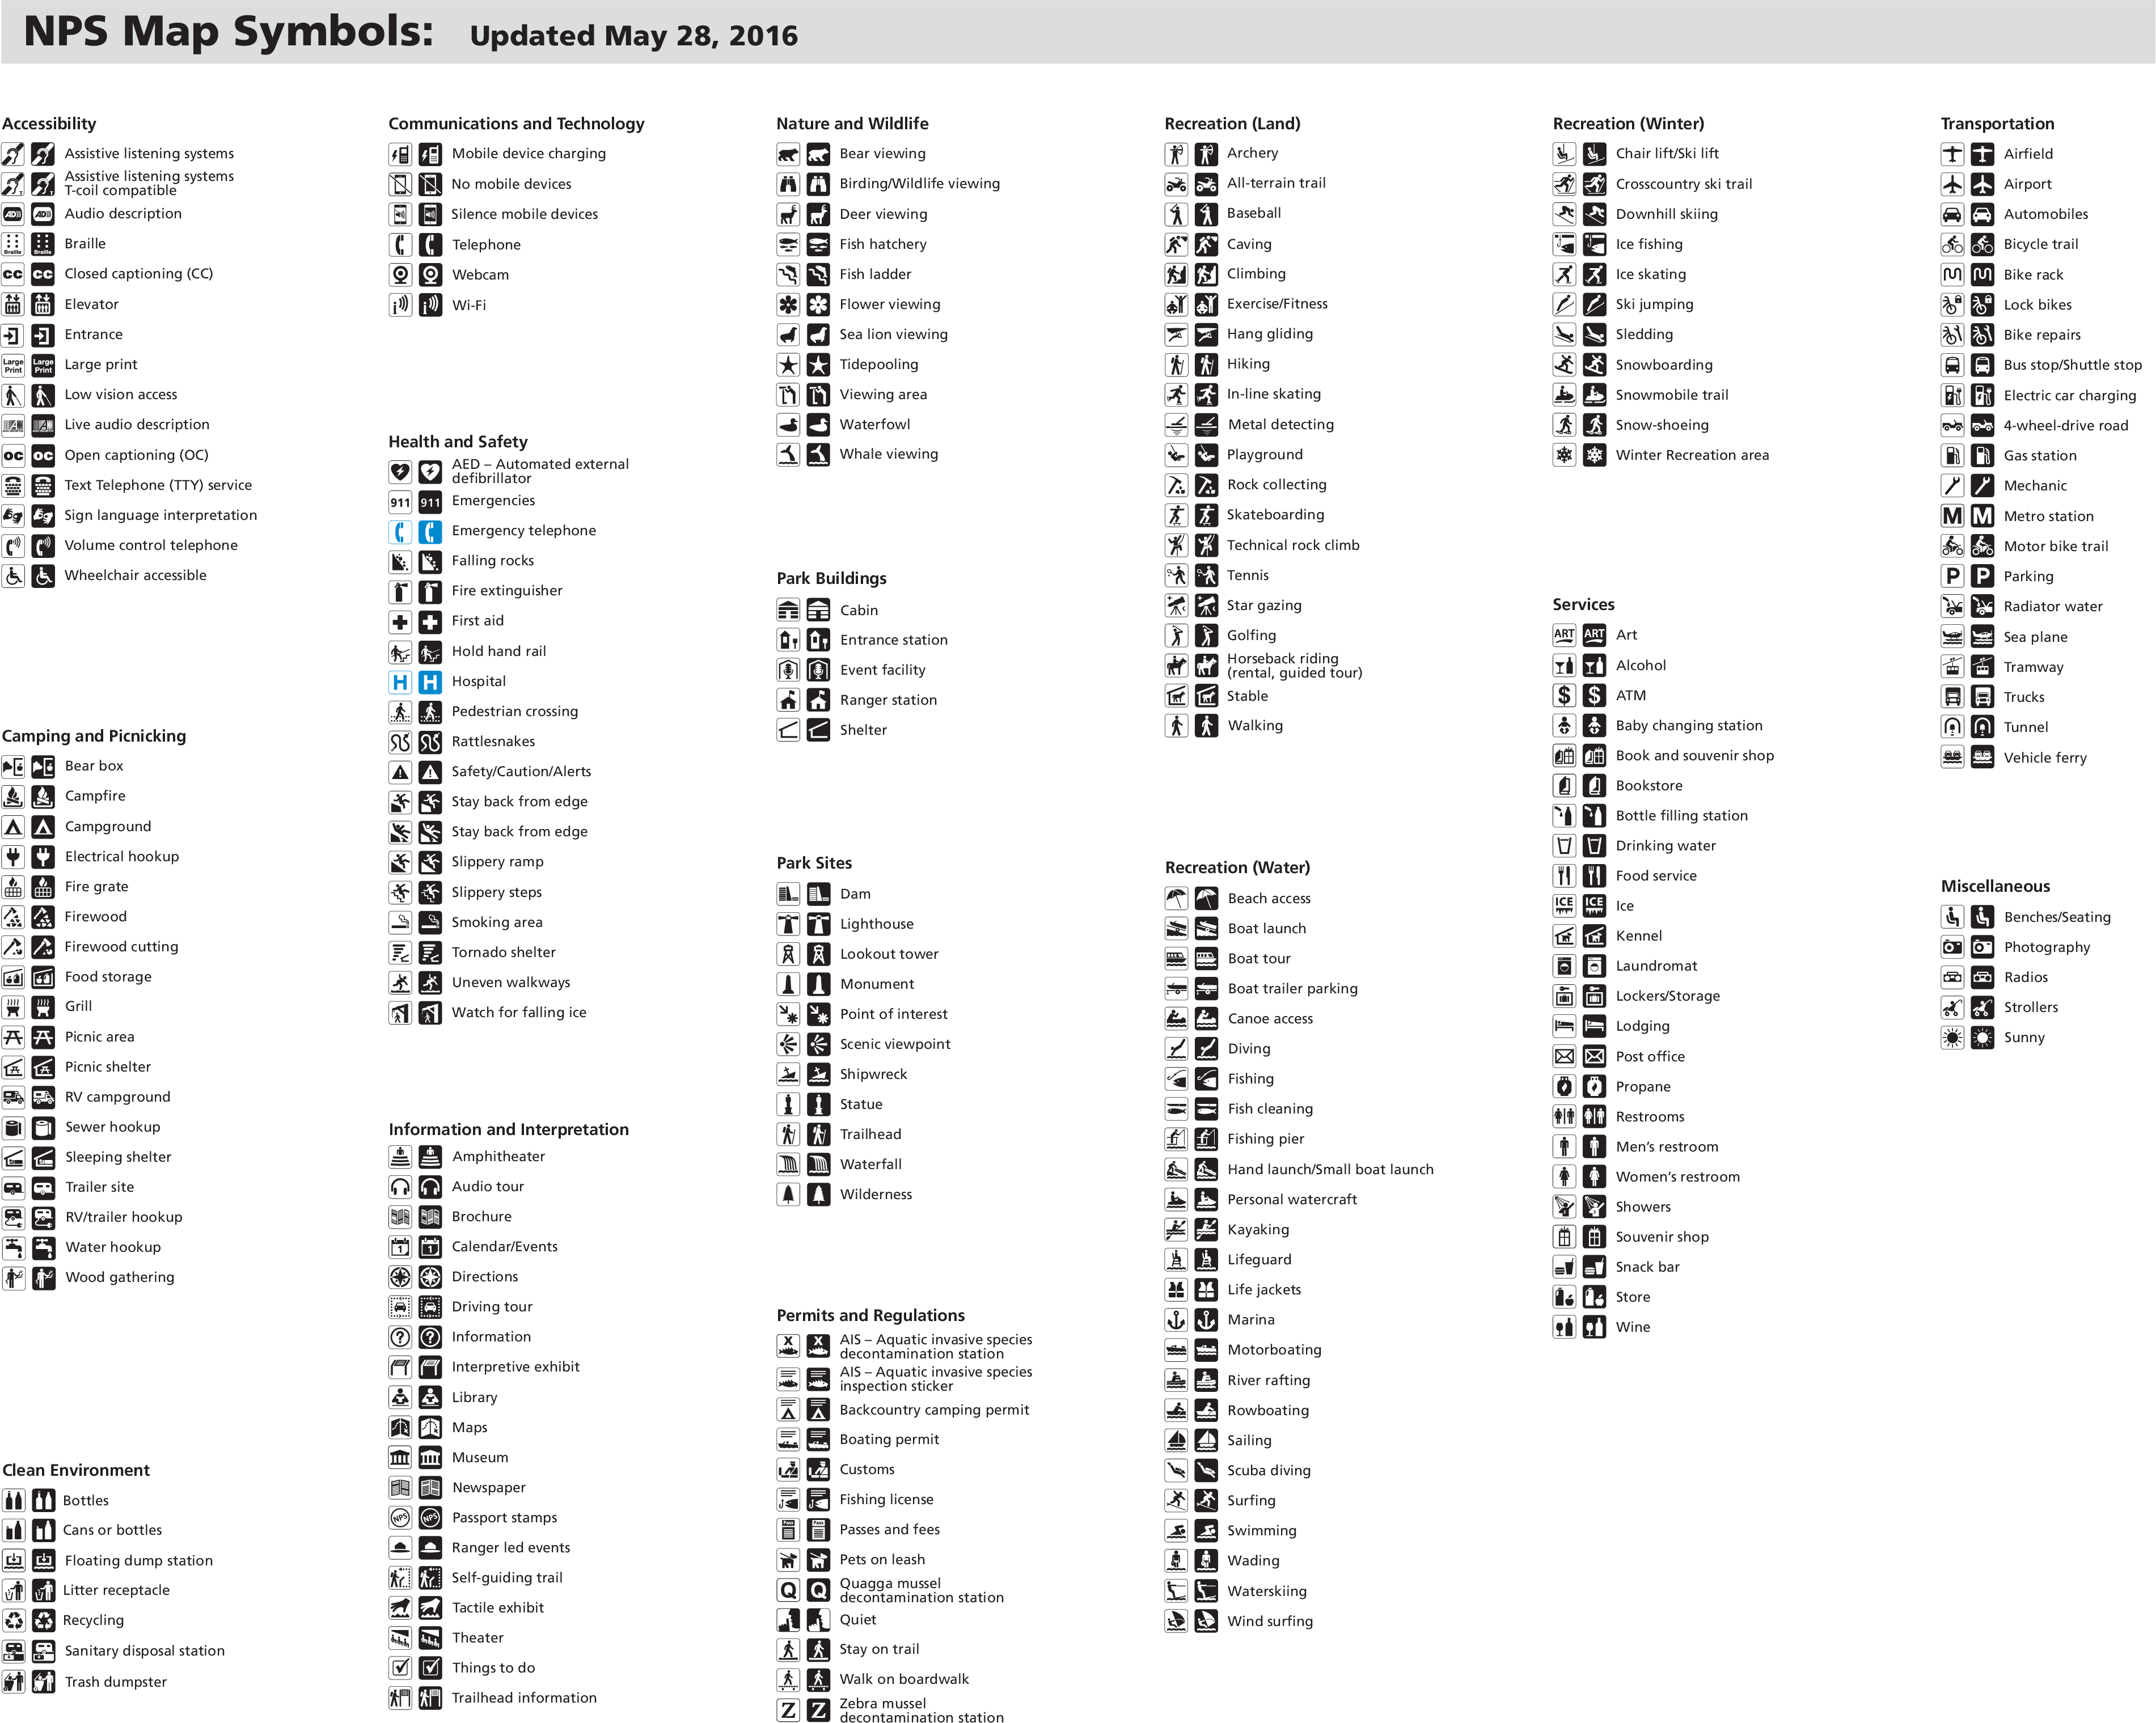 NPS Map Symbols: Updated May 28, 2016
Accessibility
Assistive listening systems
Assistive listening systems
T-coil compatible
AD Audio description
Braille Braille Braille
CC CC Closed captioning (CC)
Elevator
Entrance
Large Print Large Print Large print
Low vision access
Live audio description
OC OC Open captioning (OC)
Text Telephone (TTY) service
Sign language interpretation
Volume control telephone
Wheelchair accessible
Camping and Picnicking
Bear box
Campfire
Campground
Electrical hookup
Fire grate
Firewood
Firewood cutting
Food storage
Grill
Picnic area
Picnic shelter
RV campground
Sewer hookup
Sleeping shelter
Trailer site
RV/trailer hookup
Water hookup
Wood gathering
Clean Environment
Bottles
Cans or bottles
Floating dump station
Litter receptacle
Recycling
Sanitary disposal station
Trash dumpster
Communications and Technology
Mobile device charging
No mobile devices
Silence mobile devices
Telephone
Webcam
Wi-Fi
Health and Safety
AED – Automated external
defibrillator
911 911 Emergencies
Emergency telephone
Falling rocks
Fire extinguisher
First aid
Hold hand rail
H H Hospital
Pedestrian crossing
Rattlesnakes
Safety/Caution/Alerts
Stay back from edge
Stay back from edge
Slippery ramp
Slippery steps
Smoking area
Tornado shelter
Uneven walkways
Watch for falling ice
Information and Interpretation
Amphitheater
Audio tour
Brochure
1 1 Calendar/Events
Directions
Driving tour
? ? Information
Interpretive exhibit
Library
Maps
Museum
Newspaper
NPS NPS Passport stamps
Ranger led events
Self-guiding trail
Tactile exhibit
Theater
Things to do
Trailhead information
Nature and Wildlife
Bear viewing
Birding/Wildlife viewing
Deer viewing
Fish hatchery
Fish ladder
Flower viewing
Sea lion viewing
Tidepooling
Viewing area
Waterfowl
Whale viewing
Park Buildings
Cabin
Entrance station
Event facility
Ranger station
Shelter
Park Sites
Dam
Lighthouse
Lookout tower
Monument
Point of interest
Scenic viewpoint
Shipwreck
Statue
Trailhead
Waterfall
Wilderness
Permits and Regulations
X X AIS – Aquatic invasive species
decontamination station
AIS – Aquatic invasive species
inspection sticker
Backcountry camping permit
Boating permit
Customs
Fishing license
Pass Pass Passes and fees
Pets on leash
Q Q Quagga mussel
decontamination station
Quiet
Stay on trail
Walk on boardwalk
Z Z Zebra mussel
decontamination station
Recreation (Land)
Archery
All-terrain trail
Baseball
Caving
Climbing
Exercise/Fitness
Hang gliding
Hiking
In-line skating
Metal detecting
Playground
Rock collecting
Skateboarding
Technical rock climb
Tennis
Star gazing
Golfing
Horseback riding
(rental, guided tour)
Stable
Walking
Recreation (Water)
Beach access
Boat launch
Boat tour
Boat trailer parking
Canoe access
Diving
Fishing
Fish cleaning
Fishing pier
Hand launch/Small boat launch
Personal watercraft
Kayaking
Lifeguard
Life jackets
Marina
Motorboating
River rafting
Rowboating
Sailing
Scuba diving
Surfing
Swimming
Wading
Waterskiing
Wind surfing
Recreation (Winter)
Chair lift/Ski lift
Crosscountry ski trail
Downhill skiing
Ice fishing
Ice skating
Ski jumping
Sledding
Snowboarding
Snowmobile trail
Snow-shoeing
Winter Recreation area
Services
ART ART Art
Alcohol
$ $ ATM
Baby changing station
Book and souvenir shop
Bookstore
Bottle filling station
Drinking water
Food service
ICE ICE Ice
Kennel
Laundromat
Lockers/Storage
Lodging
Post office
Propane
Restrooms
Men’s restroom
Women’s restroom
Showers
Souvenir shop
Snack bar
Store
Wine
Transportation
Airfield
Airport
Automobiles
Bicycle trail
Bike rack
Lock bikes
Bike repairs
Bus stop/Shuttle stop
Electric car charging
4-wheel-drive road
Gas station
Mechanic
M M Metro station
Motor bike trail
P P Parking
Radiator water
Sea plane
Tramway
Trucks
Tunnel
Vehicle ferry
Miscellaneous
Benches/Seating
Photography
Radios
Strollers
Sunny